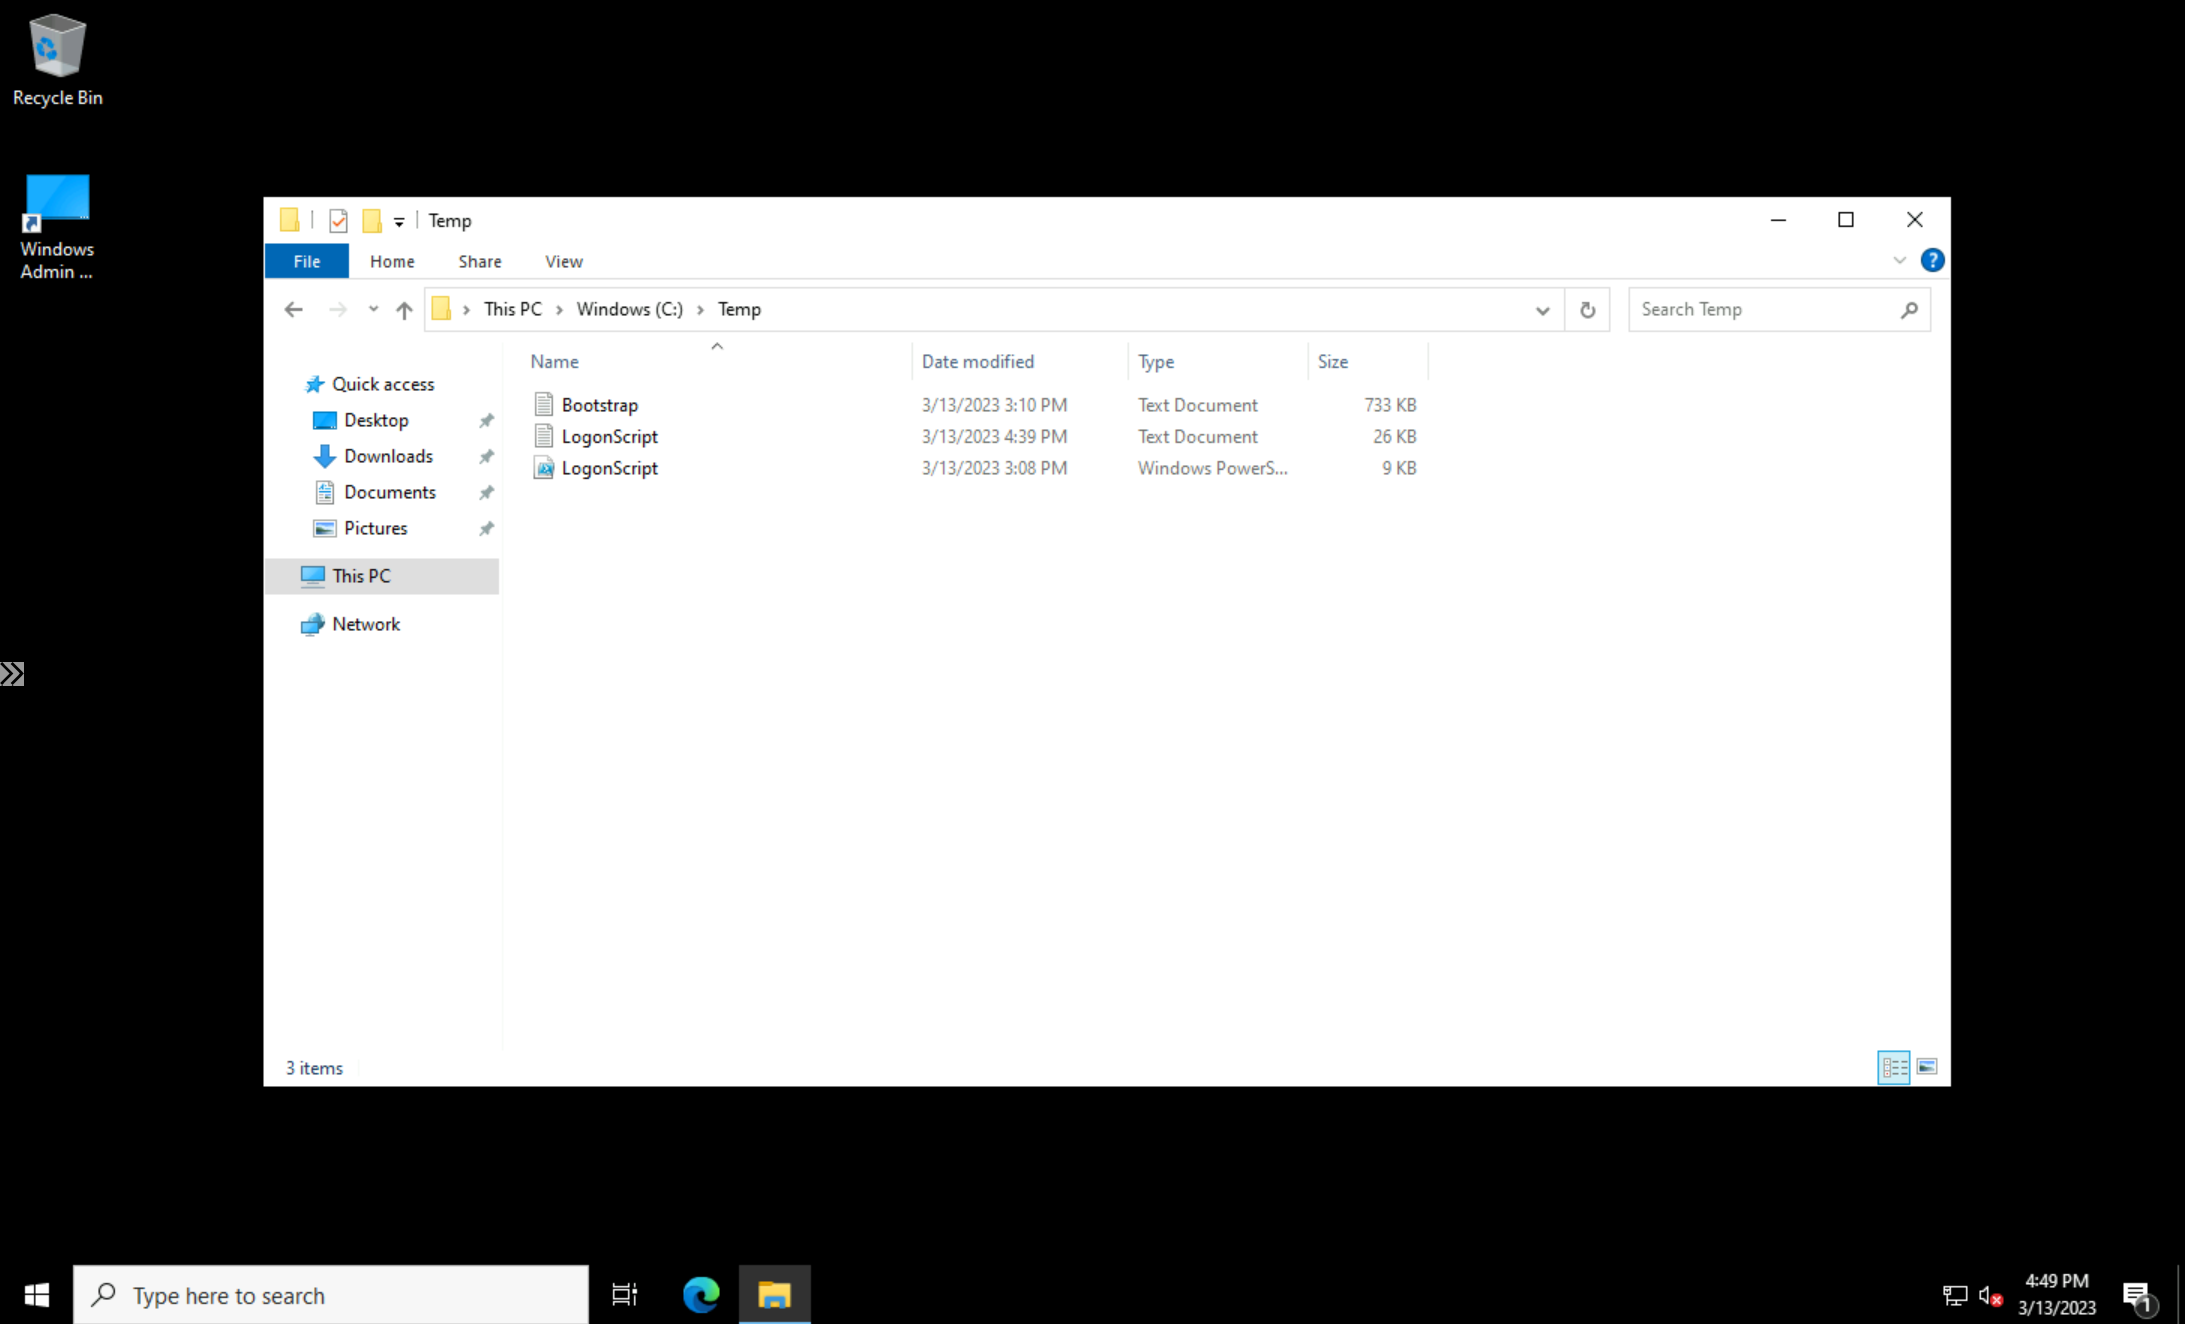 Recycle Bin
Windows
Admin ...
Temp
File Home Share View
?
This PC Windows (C:) Temp
Search Temp
Name Date modified Type Size
Quick access
Desktop
Downloads
Documents
Pictures
This PC
Network
Bootstrap 3/13/2023 3:10 PM Text Document 733 KB
LogonScript 3/13/2023 4:39 PM Text Document 26 KB
LogonScript 3/13/2023 3:08 PM Windows PowerS... 9 KB
3 items
Type here to search
4:49 PM
3/13/2023
1